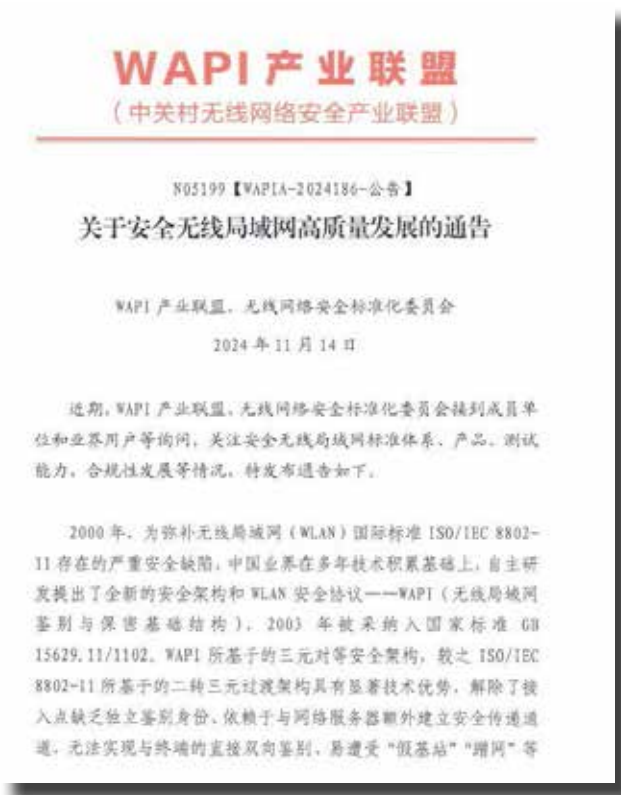 WAPI 产业联盟
（中关村无线网络安全产业联盟）
N05199【WAPIA-2024186-公告】
关于安全无线局域网高质量发展的通告
WAPI 产业联盟、无线网络安全标准化委员会
2024 年 11 月 14 日
近期，WAPI 产业联盟、无线网络安全标准化委员会接到成员单
位和业界用户等询问，关注安全无线局域网标准体系、产品、测试
能力、合规性发展等情况，特发布通告如下。
2000 年，为弥补无线局域网（WLAN）国际标准 ISO/IEC 8802-
11 存在的严重安全缺陷，中国业界在多年技术积累基础上，自主研
发提出了全新的安全架构和 WLAN 安全协议——WAPI（无线局域网
鉴别与保密基础结构），2003 年被采纳入国家标准 GB
15629.11/1102。WAPI 所基于的三元对等安全架构，较之 ISO/IEC
8802-11 所基于的二转三元过渡架构具有显著技术优势，解除了接
入点缺乏独立鉴别身份、依赖于与网络服务器额外建立安全传递通
道、无法实现与终端的直接双向鉴别、易遭受“假基站”“蹭网”等